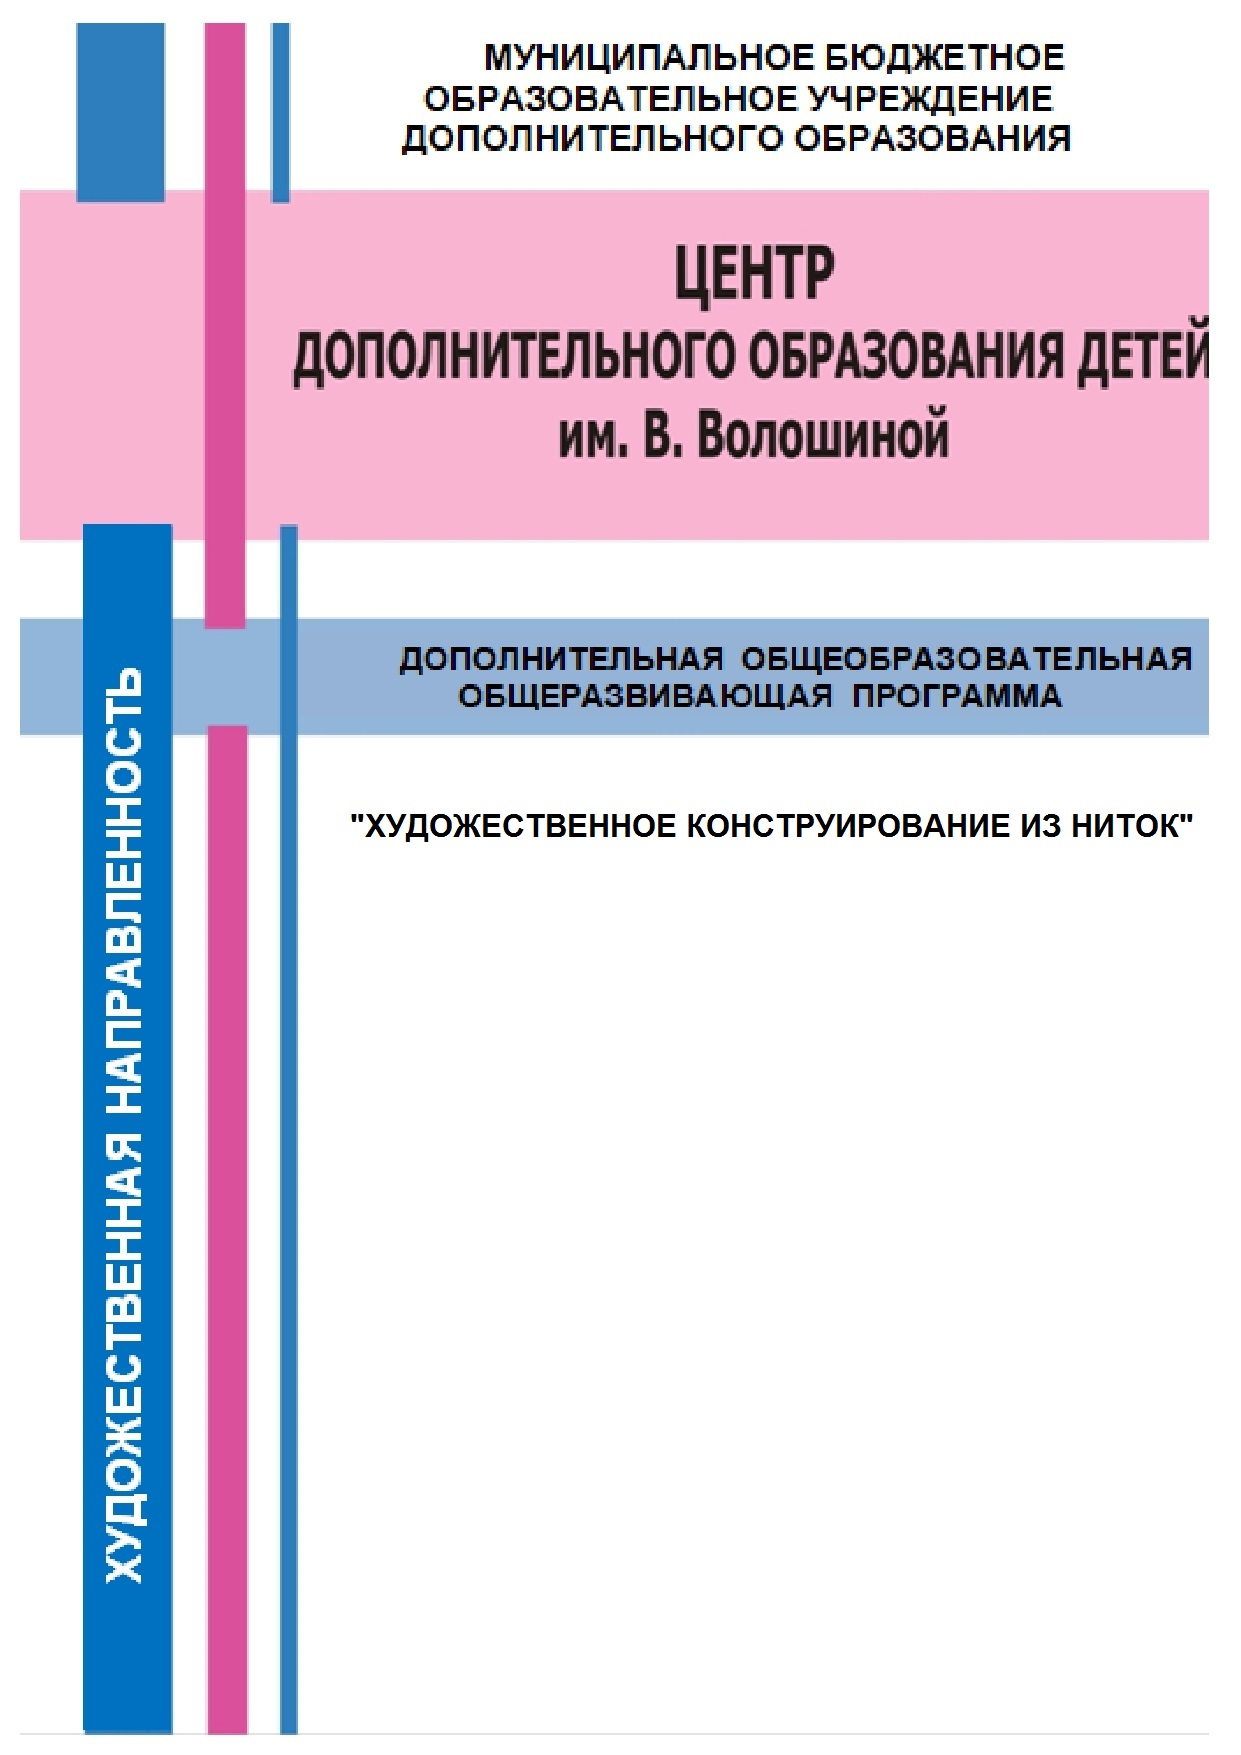 МУНИЦИПАЛЬНОЕ БЮДЖЕТНОЕ
ОБРАЗОВАТЕЛЬНОЕ УЧРЕЖДЕНИЕ
ДОПОЛНИТЕЛЬНОГО ОБРАЗОВАНИЯ
ЦЕНТР
ДОПОЛНИТЕЛЬНОГО ОБРАЗОВАНИЯ ДЕТЕЙ
им. В. Волошиной
ДОПОЛНИТЕЛЬНАЯ ОБЩЕОБРАЗОВАТЕЛЬНАЯ
ОБЩЕРАЗВИВАЮЩАЯ ПРОГРАММА
"ХУДОЖЕСТВЕННОЕ КОНСТРУИРОВАНИЕ ИЗ НИТОК"
ХУДОЖЕСТВЕННАЯ НАПРАВЛЕННОСТЬ